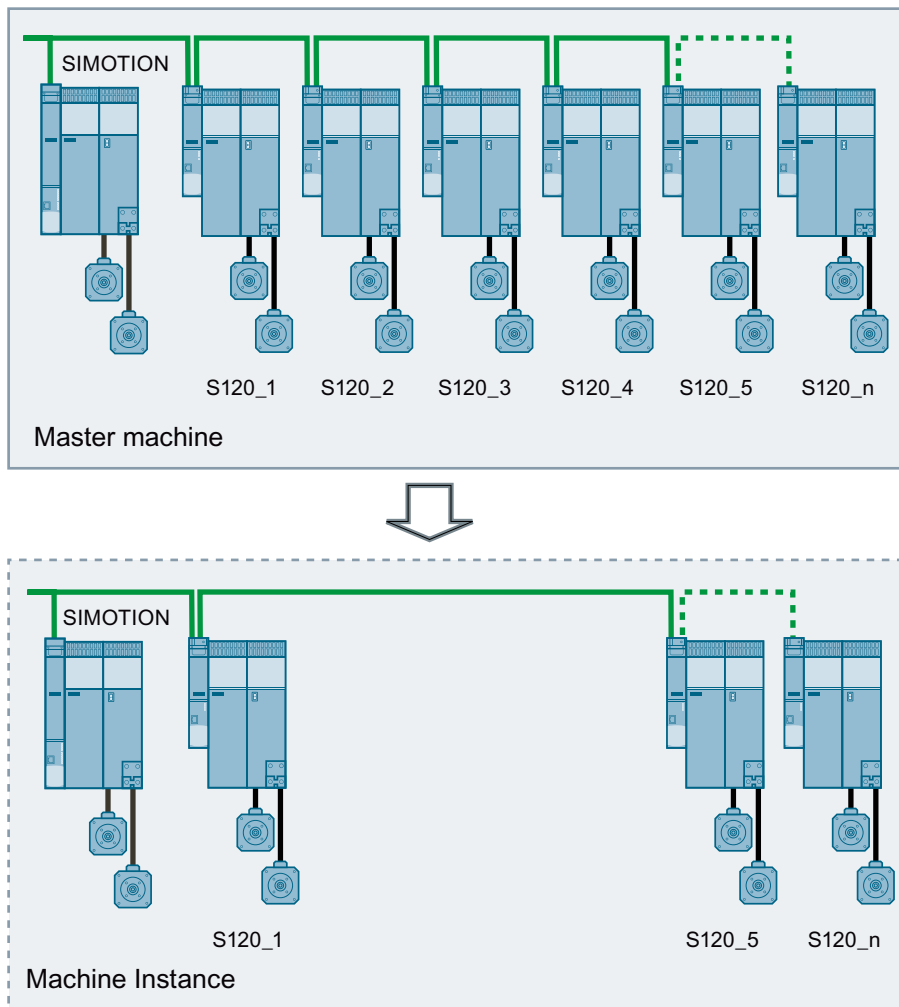 SIMOTION
S120_1 S120_2 S120_3 S120_4 S120_5 S120_n
Master machine
SIMOTION
S120_1 S120_5 S120_n
Machine Instance